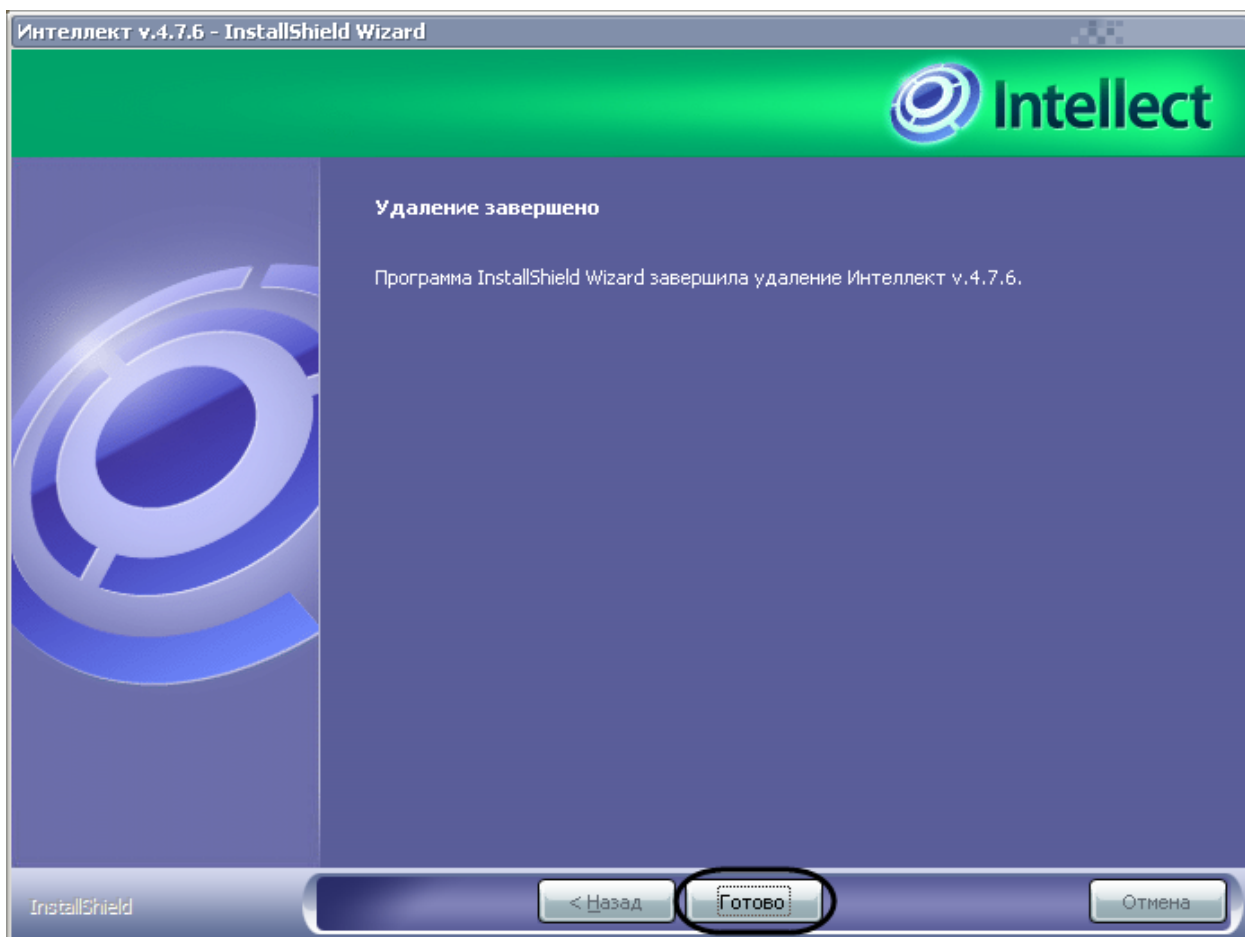 Интеллект v.4.7.6 - InstallShield Wizard
Intellect
Удаление завершено
Программа InstallShield Wizard завершила удаление Интеллект v.4.7.6.
InstallShield
< Назад
Готово
Отмена